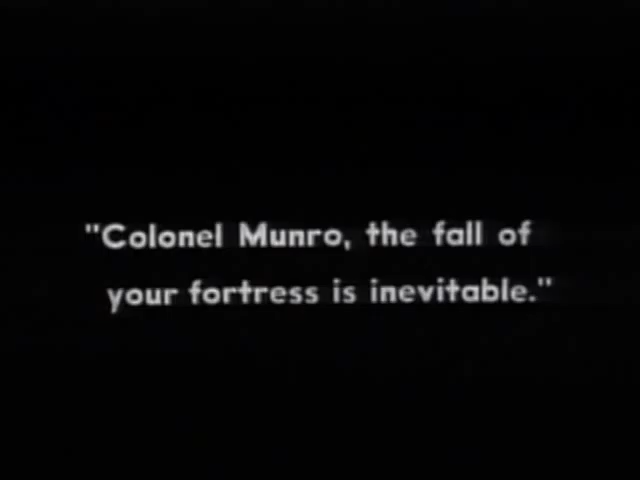 "Colonel Munro, the fall of
your fortress is inevitable."